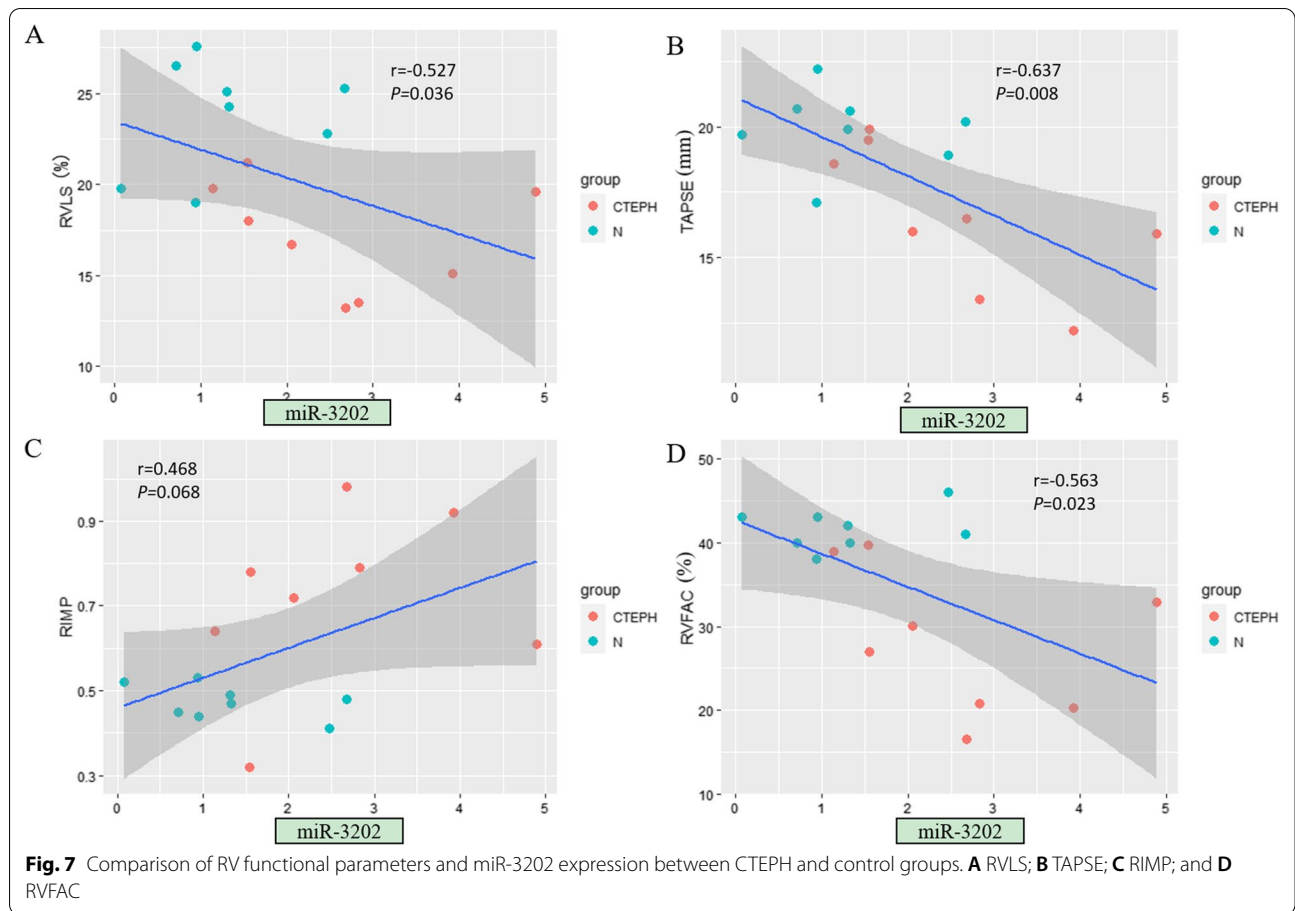 A
r=-0.527
P=0.036
RVLS (%)
25
20
15
10
0 1 2 3 4 5
miR-3202
group
CTEPH
N
B
r=-0.637
P=0.008
TAPSE (mm)
20
15
0 1 2 3 4 5
miR-3202
group
CTEPH
N
C
r=0.468
P=0.068
RIMP
0.9
0.7
0.5
0.3
0 1 2 3 4 5
miR-3202
group
CTEPH
N
D
r=-0.563
P=0.023
RVFAC (%)
50
40
30
20
10
0 1 2 3 4 5
miR-3202
group
CTEPH
N
Fig. 7 Comparison of RV functional parameters and miR-3202 expression between CTEPH and control groups. A RVLS; B TAPSE; C RIMP; and D
RVFAC